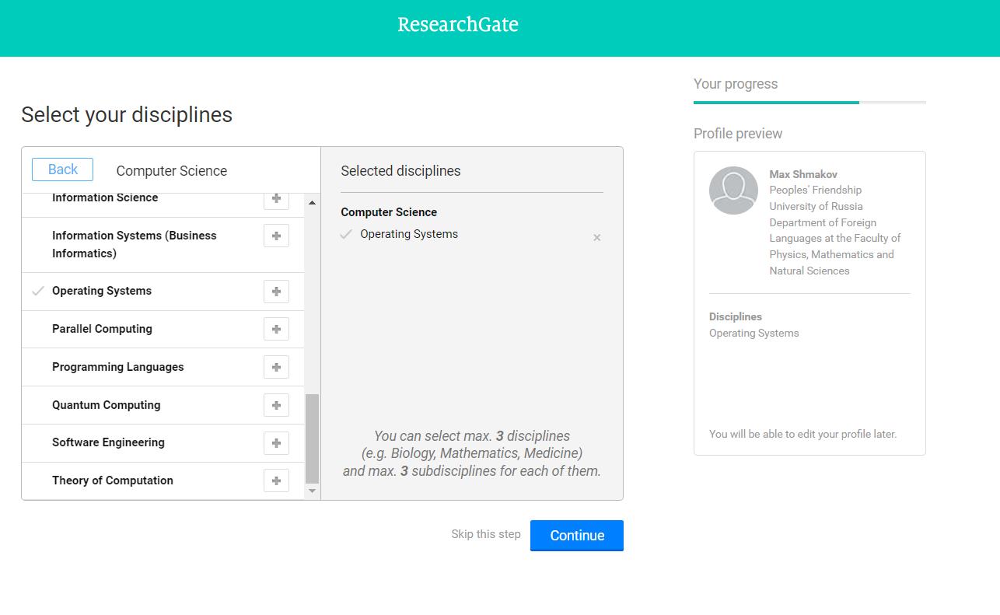 ResearchGate
Select your disciplines
Back
Computer Science
Information Science
Information Systems (Business
Informatics)
Operating Systems
Parallel Computing
Programming Languages
Quantum Computing
Software Engineering
Theory of Computation
Selected disciplines
Computer Science
Operating Systems
You can select max. 3 disciplines
(e.g. Biology, Mathematics, Medicine)
and max. 3 subdisciplines for each of them.
Skip this step
Continue
Your progress
Profile preview
Max Shmakov
Peoples' Friendship
University of Russia
Department of Foreign
Languages at the Faculty of
Physics, Mathematics and
Natural Sciences
Disciplines
Operating Systems
You will be able to edit your profile later.